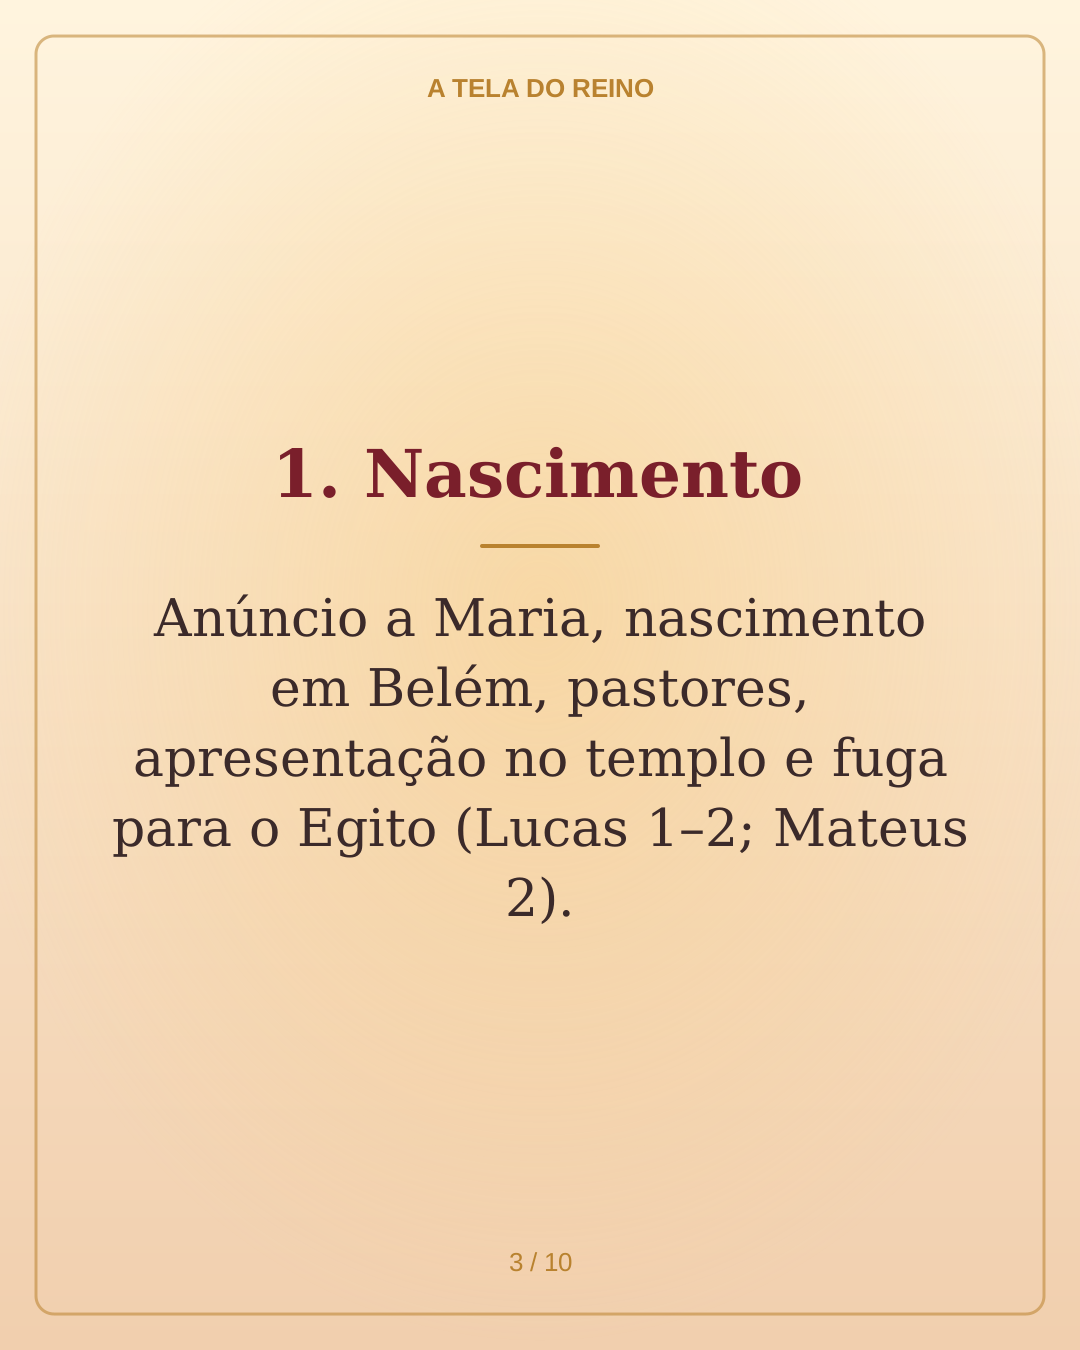 A TELA DO REINO
1. Nascimento
Anúncio a Maria, nascimento
em Belém, pastores,
apresentação no templo e fuga
para o Egito (Lucas 1–2; Mateus
2).
3 / 10